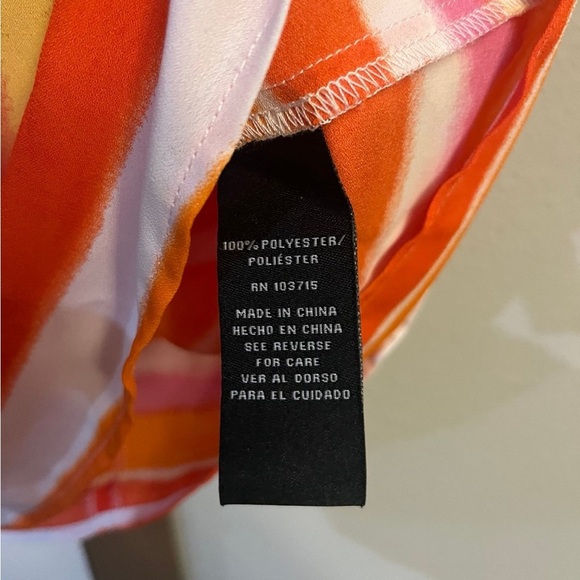 100% POLYESTER/
POLIÉSTER
RN 103715
MADE IN CHINA
HECHO EN CHINA
SEE REVERSE
FOR CARE
VER AL DORSO
PARA EL CUIDADO